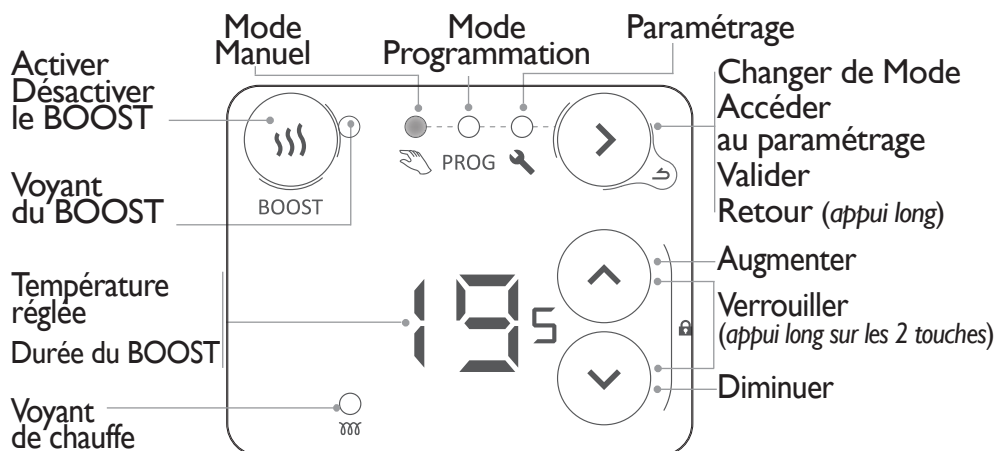 Mode
Manuel
Mode
Programmation
Paramétrage
Activer
Désactiver
le BOOST
Voyant
du BOOST
Température
réglée
Durée du BOOST
Voyant
de chauffe
BOOST
PROG
19 5
Changer de Mode
Accéder
au paramétrage
Valider
Retour (appui long)
Augmenter
Verrouiller
(appui long sur les 2 touches)
Diminuer